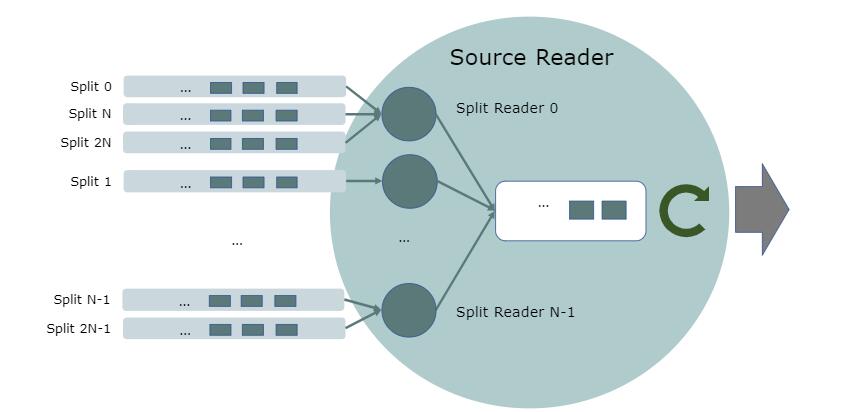 Source Reader
Split 0
...
Split N
...
Split Reader 0
Split 2N
...
Split 1
...
...
...
...
Split N-1
...
Split Reader N-1
Split 2N-1
...